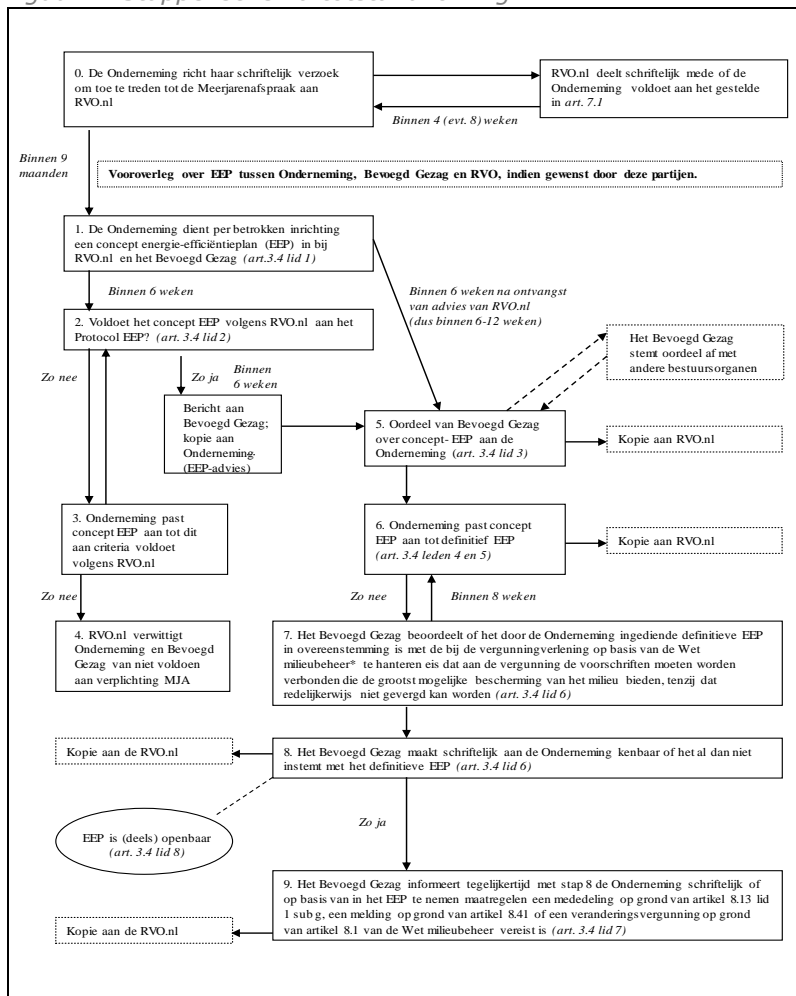 0. De Onderneming richt haar schriftelijk verzoek
om toe te treden tot de Meerjarenafspraak aan
RVO.nl
RVO.nl deelt schriftelijk mede of de
Onderneming voldoet aan het gestelde
in art. 7.1
Binnen 4 (evt. 8) weken
Binnen 9
maanden
Vooroverleg over EEP tussen Onderneming, Bevoegd Gezag en RVO, indien gewenst door deze partijen.
1. De Onderneming dient per betrokken inrichting
een concept energie-efficiëntieplan (EEP) in bij
RVO.nl en het Bevoegd Gezag (art.3.4 lid 1)
Binnen 6 weken
Binnen 6 weken na ontvangst
van advies van RVO.nl
(dus binnen 6-12 weken)
2. Voldoet het concept EEP volgens RVO.nl aan het
Protocol EEP? (art. 3.4 lid 2)
Het Bevoegd Gezag
stemt oordeel af met
andere bestuursorganen
Zo nee
Zo ja
Binnen
6 weken
Bericht aan
Bevoegd Gezag;
kopie aan
Onderneming-
(EEP-advies)
5. Oordeel van Bevoegd Gezag
over concept- EEP aan de
Onderneming (art. 3.4 lid 3)
Kopie aan RVO.nl
3. Onderneming past
concept EEP aan tot dit
aan criteria voldoet
volgens RVO.nl
6. Onderneming past concept
EEP aan tot definitief EEP
(art. 3.4 leden 4 en 5)
Kopie aan RVO.nl
Zo nee
Zo nee
Binnen 8 weken
4. RVO.nl verwittigt
Onderneming en Bevoegd
Gezag van niet voldoen
aan verplichting MJA
7. Het Bevoegd Gezag beoordeelt of het door de Onderneming ingediende definitieve EEP
in overeenstemming is met de bij de vergunningverlening op basis van de Wet
milieubeheer* te hanteren eis dat aan de vergunning de voorschriften moeten worden
verbonden die de grootst mogelijke bescherming van het milieu bieden, tenzij dat
redelijkerwijs niet gevergd kan worden (art. 3.4 lid 6)
Kopie aan de RVO.nl
8. Het Bevoegd Gezag maakt schriftelijk aan de Onderneming kenbaar of het al dan niet
instemt met het definitieve EEP (art. 3.4 lid 6)
EEP is (deels) openbaar
(art. 3.4 lid 8)
Zo ja
9. Het Bevoegd Gezag informeert tegelijkertijd met stap 8 de Onderneming schriftelijk of
op basis van in het EEP te nemen maatregelen een mededeling op grond van artikel 8.13 lid
1 sub g, een melding op grond van artikel 8.41 of een veranderingsvergunning op grond
van artikel 8.1 van de Wet milieubeheer vereist is (art. 3.4 lid 7)
Kopie aan de RVO.nl